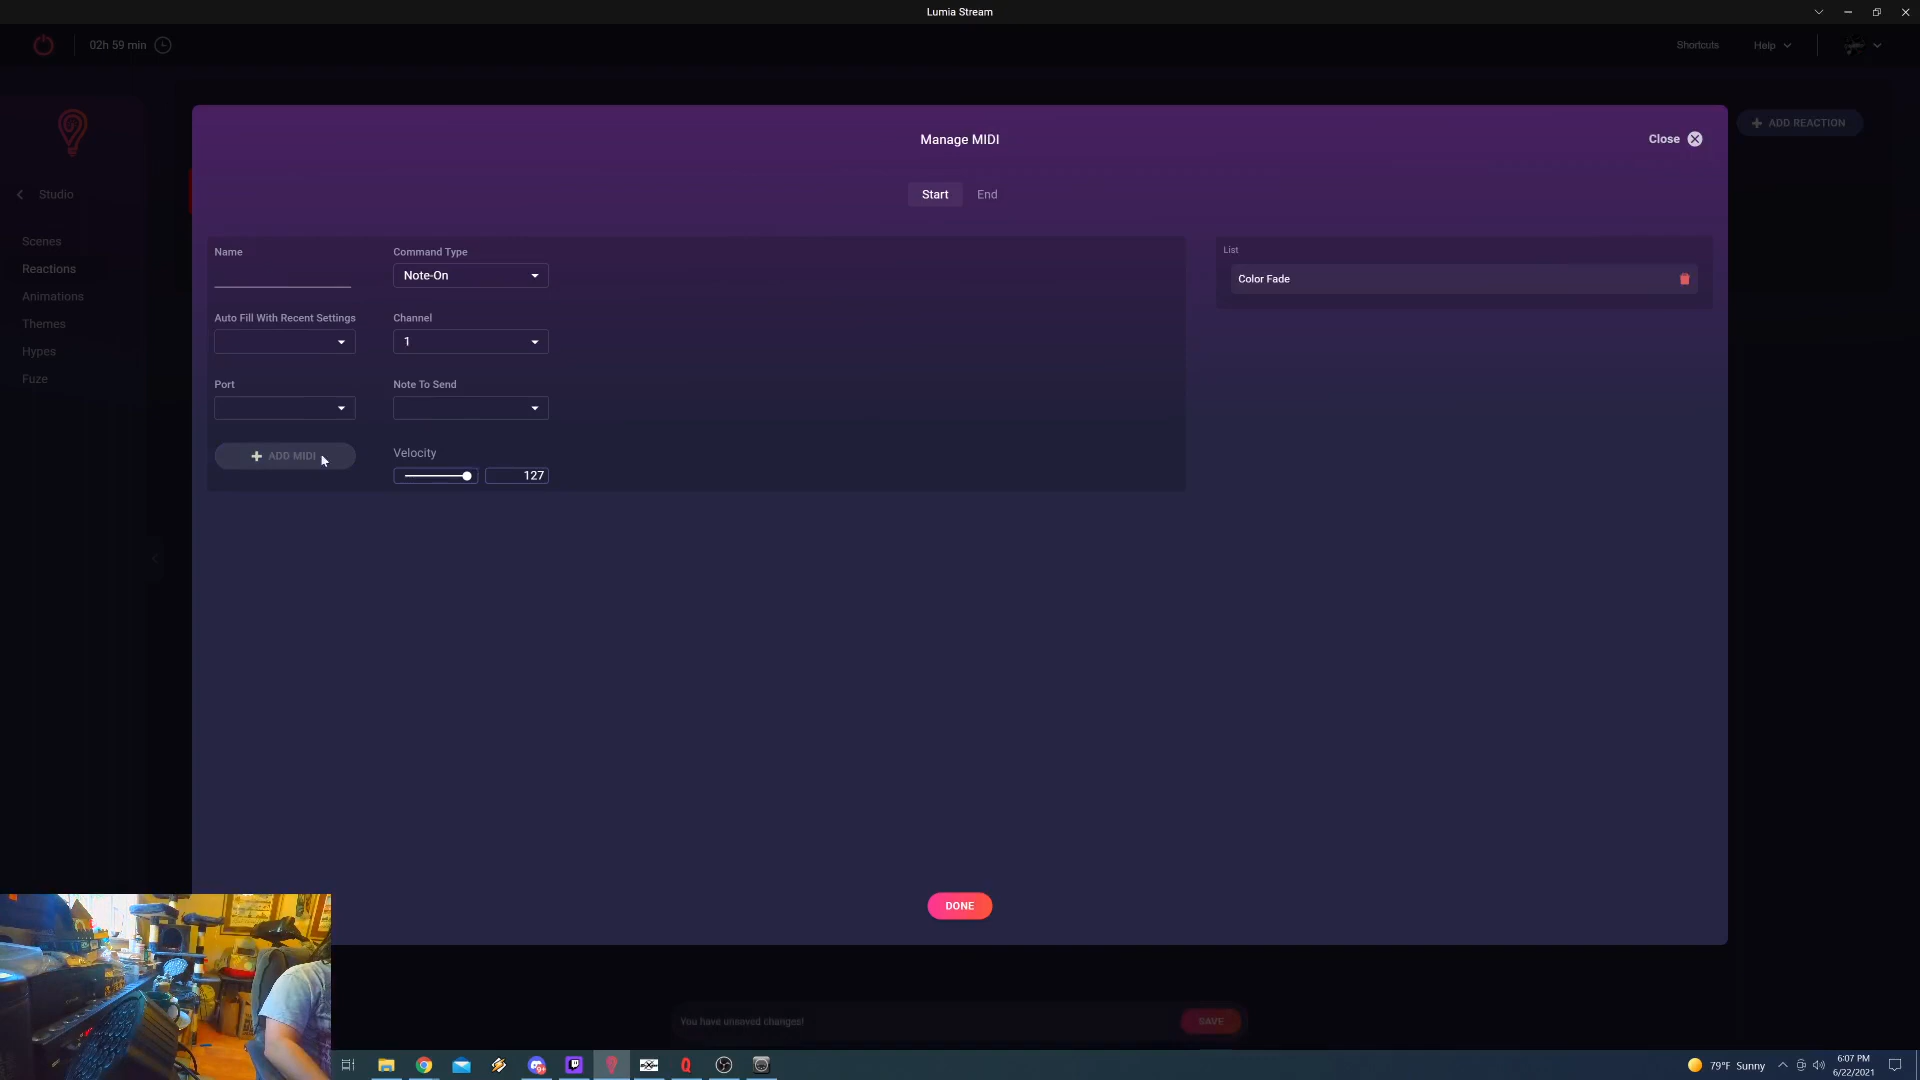 Lumia Stream
02h 59 min
Shortcuts
Help
ADD REACTION
Manage MIDI
Close
Start
End
Studio
Scenes
Reactions
Animations
Themes
Hypes
Fuze
Name
Command Type
Note-On
List
Color Fade
Auto Fill With Recent Settings
Channel
1
Port
Note To Send
ADD MIDI
Velocity
127
DONE
You have unsaved changes!
SAVE
79°F Sunny
6:07 PM
6/22/2021